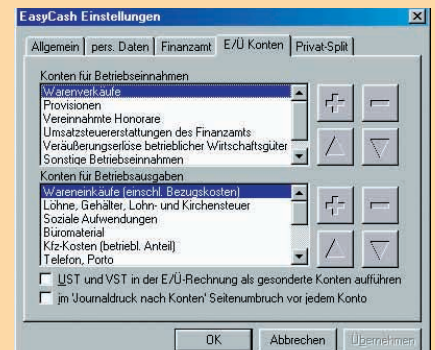 EasyCash Einstellungen
Allgemein pers. Daten Finanzamt E/Ü Konten Privat-Split
Konten für Betriebseinnahmen
Warenverkäufe
Provisionen
Vereinnahmte Honorare
Umsatzsteuererstattungen des Finanzamts
Veräußerungserlöse betrieblicher Wirtschaftsgüter
Sonstige Betriebseinnahmen
Konten für Betriebsausgaben
Wareneinkäufe (einschl. Bezugskosten)
Löhne, Gehälter, Lohn- und Kirchensteuer
Soziale Aufwendungen
Büromaterial
Kfz-Kosten (betriebl. Anteil)
Telefon, Porto
UST und VST in der E/Ü-Rechnung als gesonderte Konten aufführen
im 'Journaldruck nach Konten' Seitenumbruch vor jedem Konto
OK Abbrechen Übernehmen